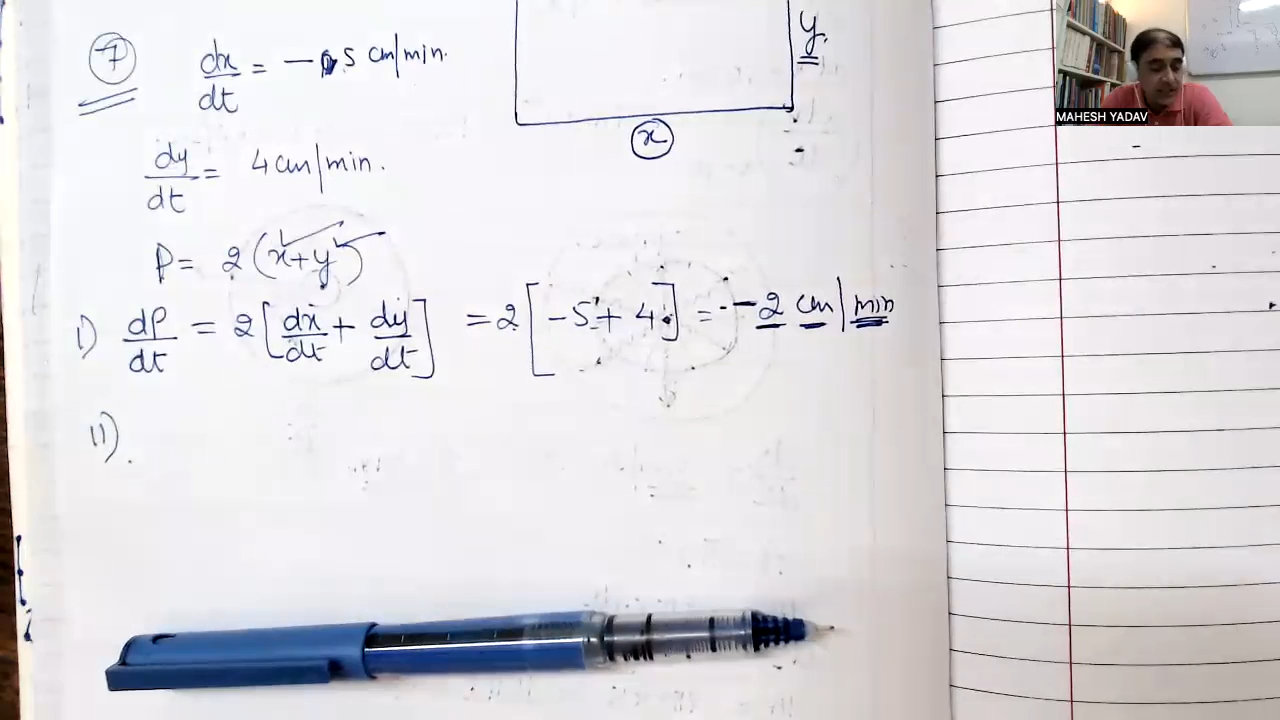 7 dx/dt = - 5 cm/min.
y.
x
dy/dt = 4 cm/min.
P = 2 (x+y)
I) dP/dt = 2 [dx/dt + dy/dt] = 2 [-5 + 4] = -2 cm/min
II).
MAHESH YADAV